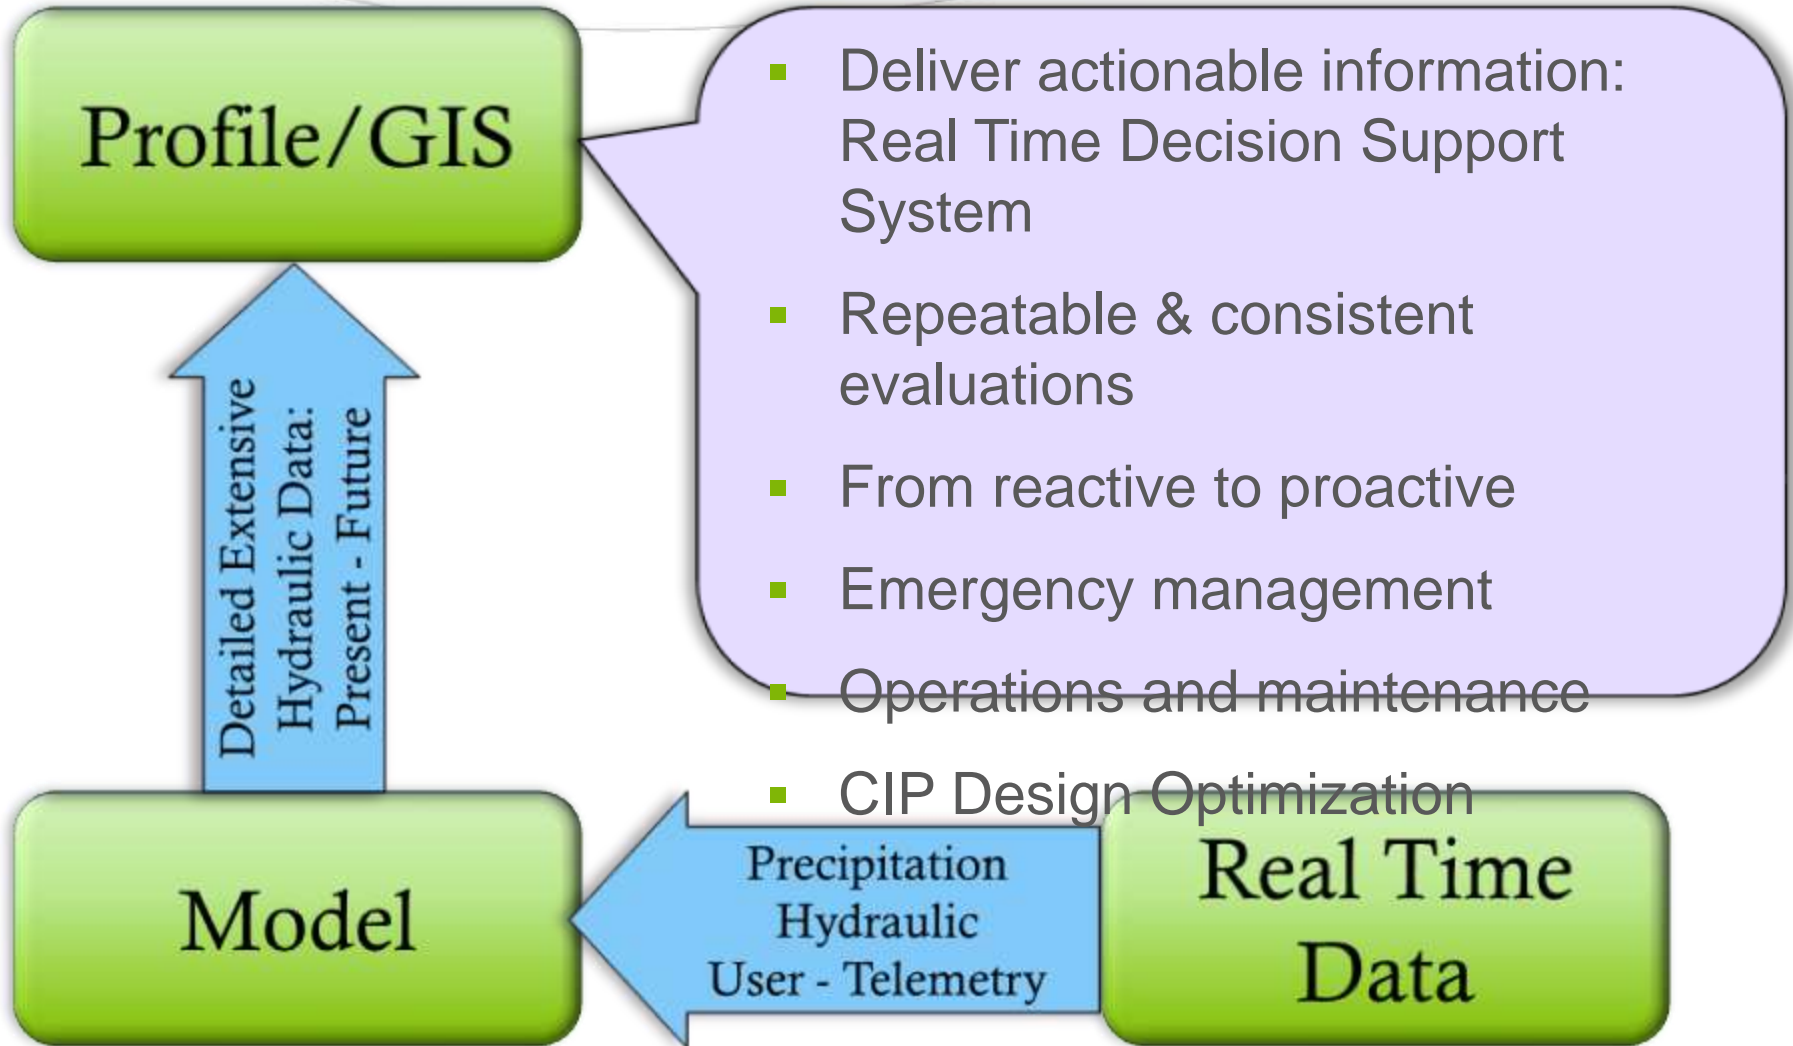 Profile/GIS
▪ Deliver actionable information:
Real Time Decision Support
System
▪ Repeatable & consistent
evaluations
▪ From reactive to proactive
▪ Emergency management
▪ Operations and maintenance
▪ CIP Design Optimization
Detailed Extensive
Hydraulic Data:
Present - Future
Model
Precipitation
Hydraulic
User - Telemetry
Real Time
Data